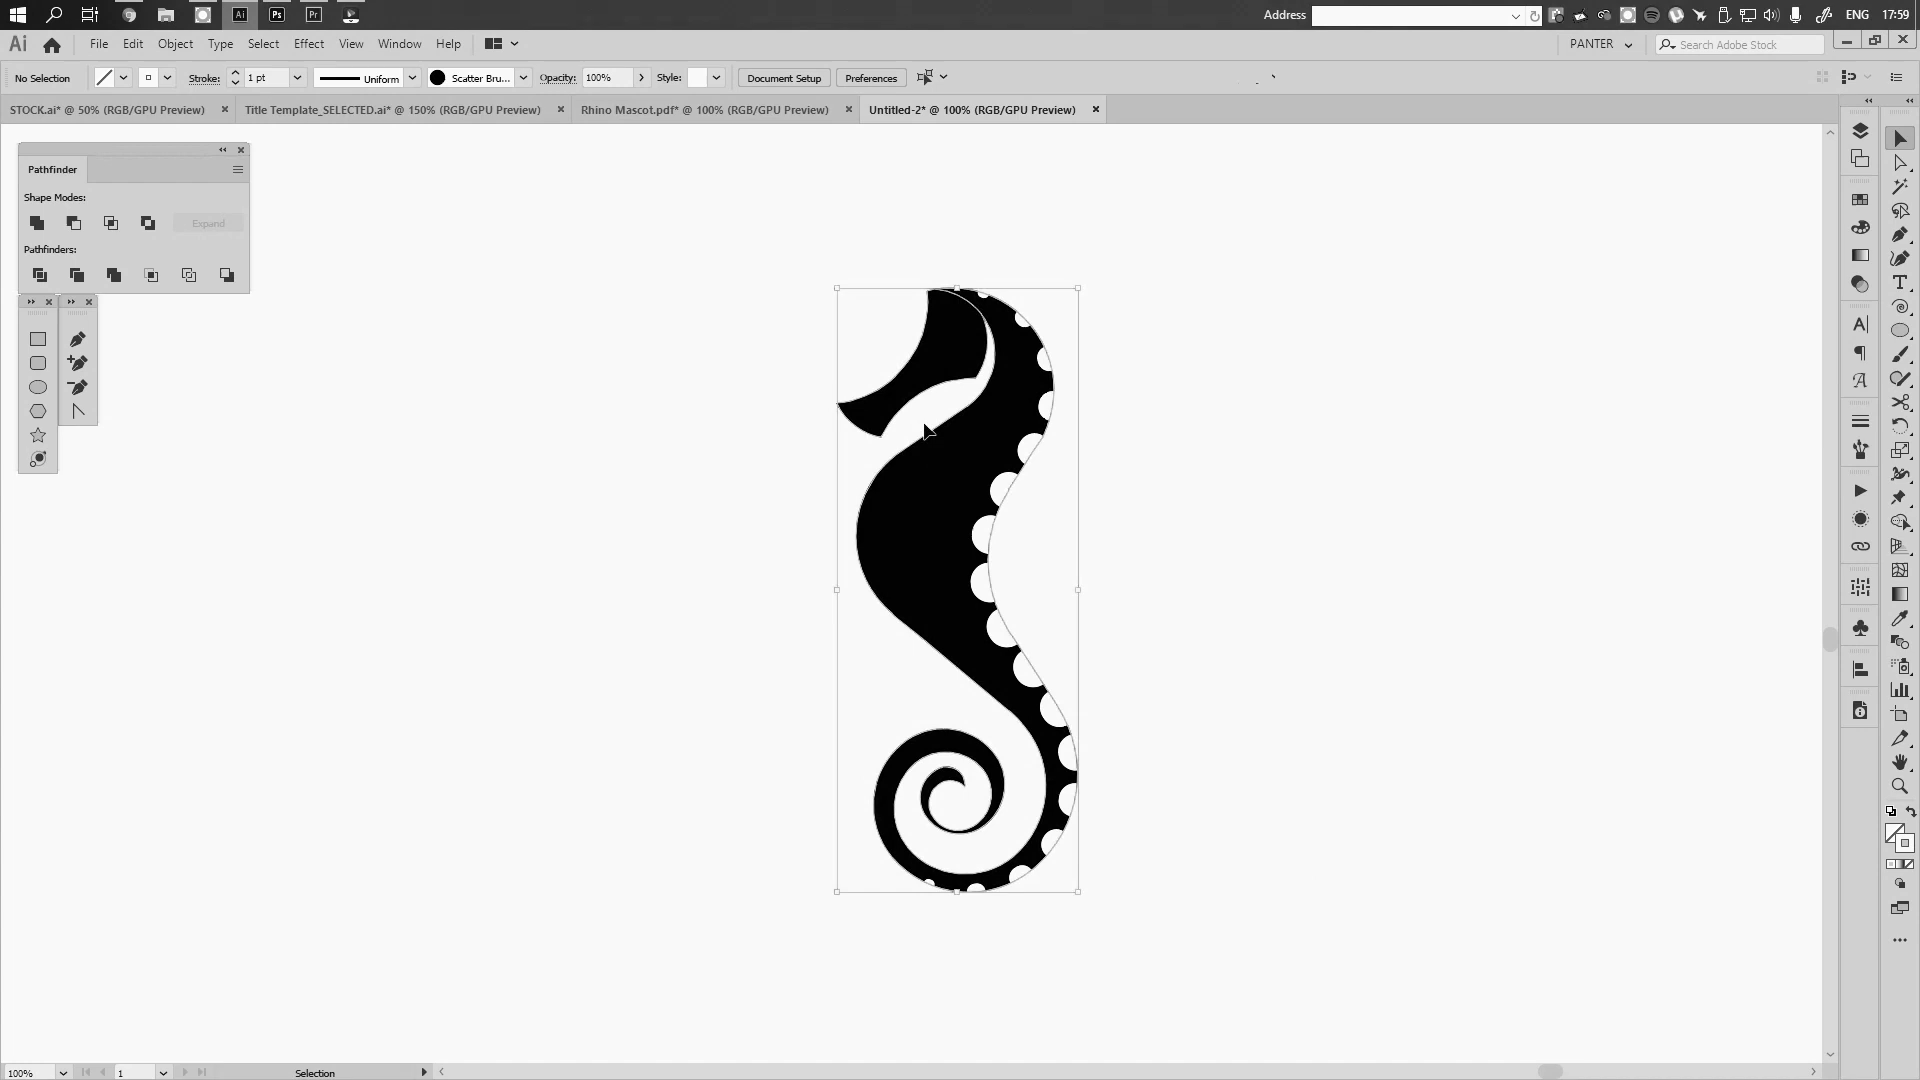 Ai Ps Pr Address ENG 17:59
Ai File Edit Object Type Select Effect View Window Help PANTER Search Adobe Stock
No Selection Stroke: 1 pt Uniform Scatter Bru... Opacity: 100% Style: Document Setup Preferences
STOCK.ai* @ 50% (RGB/GPU Preview) Title Template_SELECTED.ai* @ 150% (RGB/GPU Preview) Rhino Mascot.pdf* @ 100% (RGB/GPU Preview) Untitled-2* @ 100% (RGB/GPU Preview)
Pathfinder
Shape Modes:
Expand
Pathfinders:
100% 1 Selection